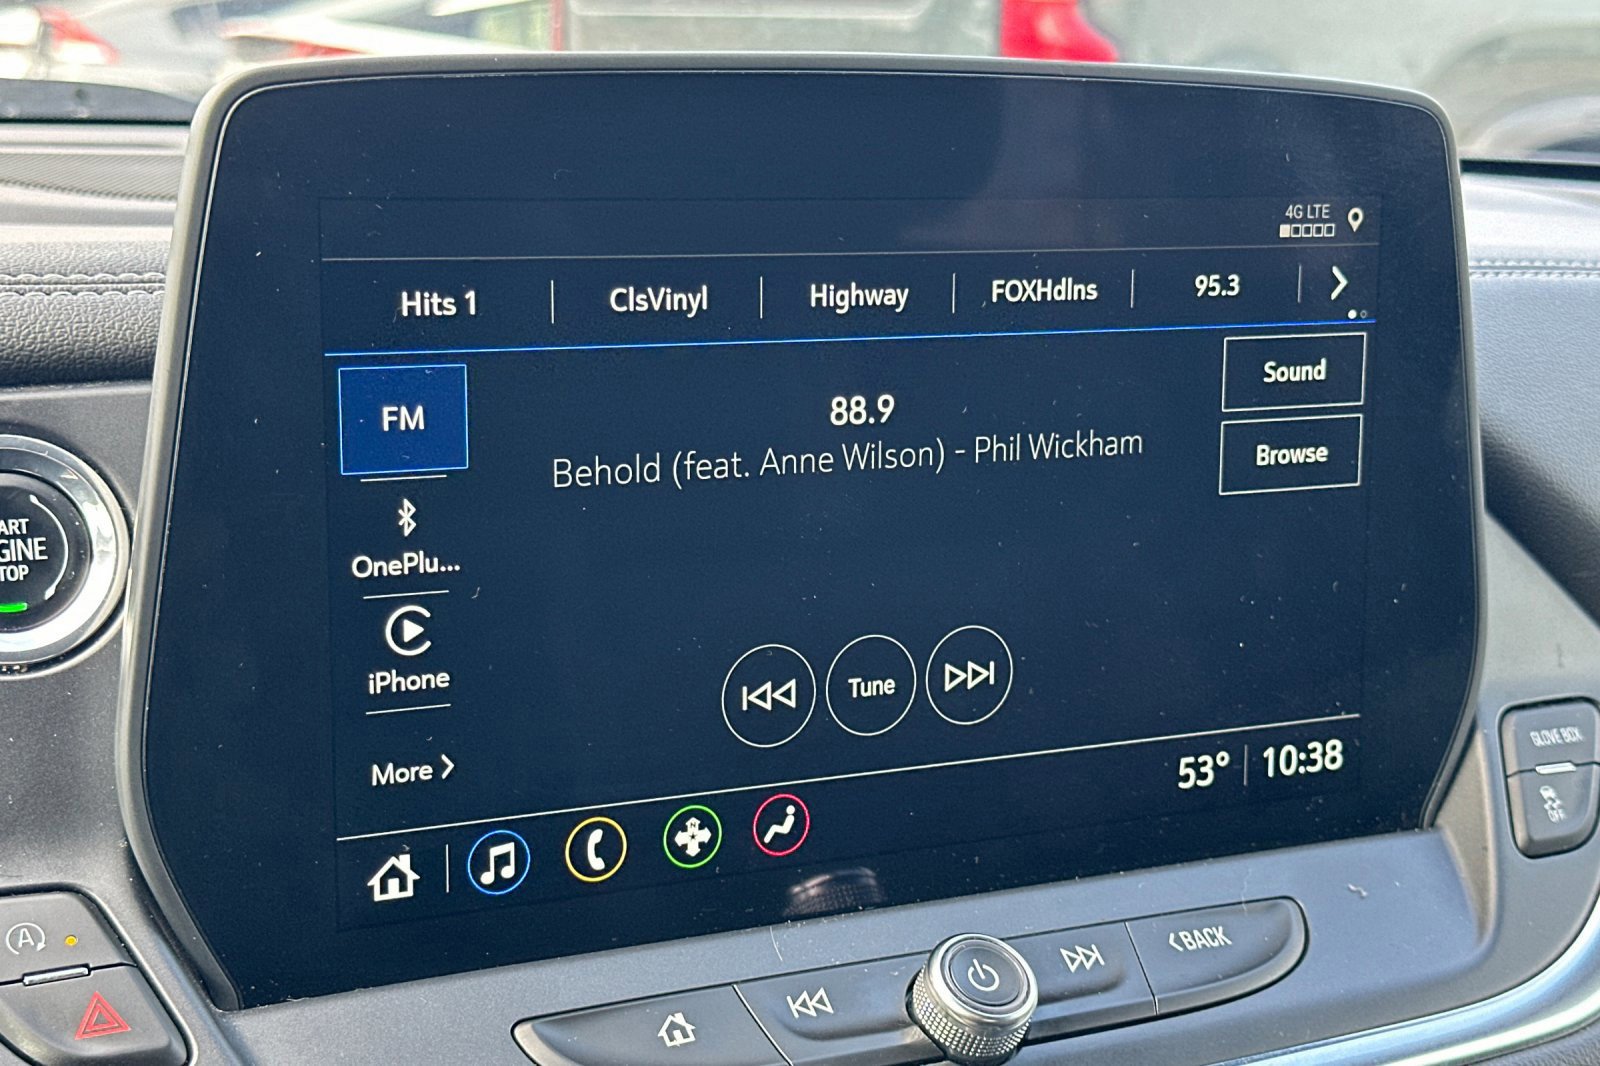 4G LTE
Hits 1
ClsVinyl
Highway
FOXHdlns
95.3
FM
88.9
Behold (feat. Anne Wilson) - Phil Wickham
Sound
Browse
OnePlu...
iPhone
More
Tune
53° 10:38
ART
GINE
TOP
GLOVE BOX
OFF
A
BACK